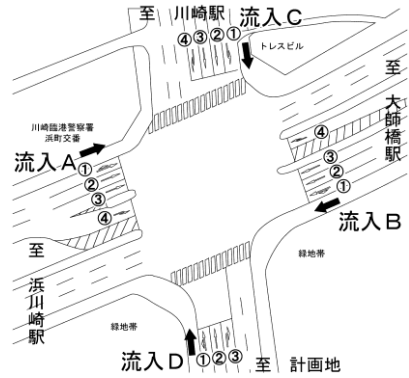 至 川崎駅
流入C
④③②①
トレスビル
至 大師橋駅
川崎臨港警察署
浜町交番
流入A
①
②
③
④
④
③
②
①
流入B
至 浜川崎駅
緑地帯
緑地帯
流入D
①②③
至 計画地